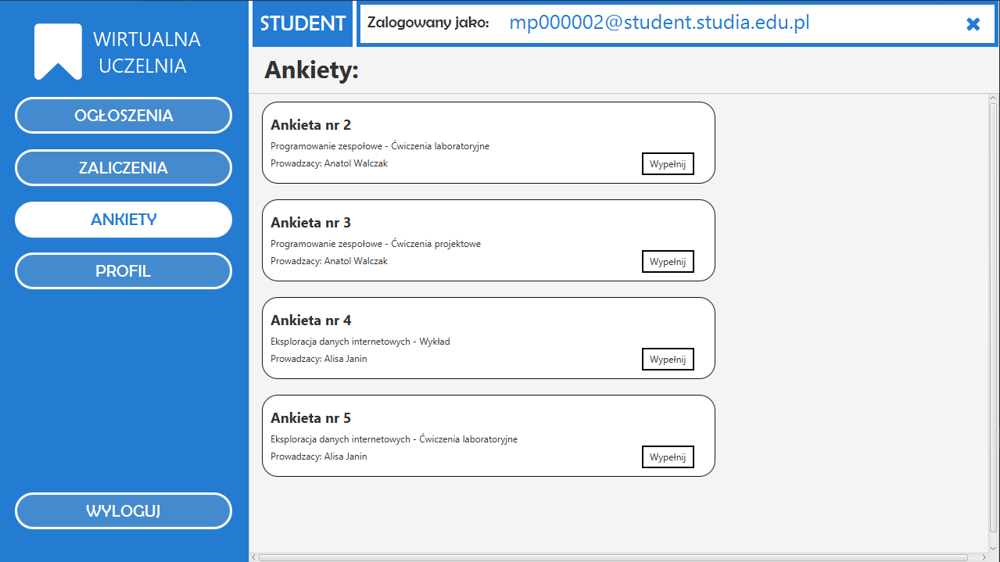 WIRTUALNA
UCZELNIA
OGŁOSZENIA
ZALICZENIA
ANKIETY
PROFIL
WYLOGUJ
STUDENT
Zalogowany jako: mp000002@student.studia.edu.pl
Ankiety:
Ankieta nr 2
Programowanie zespołowe - Ćwiczenia laboratoryjne
Prowadzacy: Anatol Walczak
Wypełnij
Ankieta nr 3
Programowanie zespołowe - Ćwiczenia projektowe
Prowadzacy: Anatol Walczak
Wypełnij
Ankieta nr 4
Eksploracja danych internetowych - Wykład
Prowadzacy: Alisa Janin
Wypełnij
Ankieta nr 5
Eksploracja danych internetowych - Ćwiczenia laboratoryjne
Prowadzacy: Alisa Janin
Wypełnij